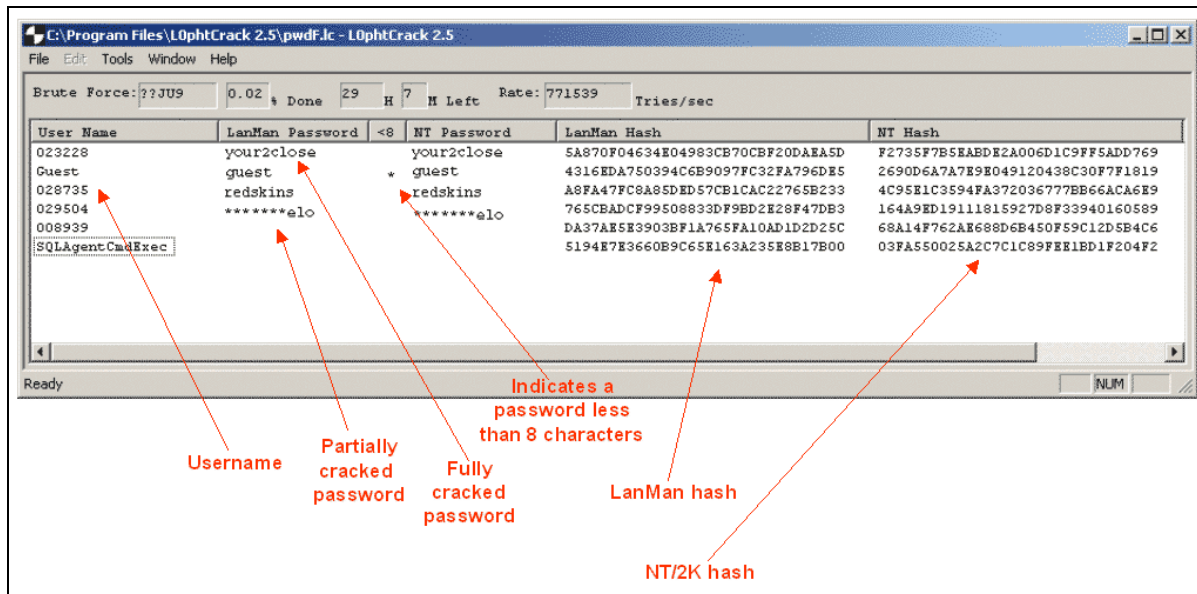 C:\Program Files\L0phtCrack 2.5\pwdF.lc - L0phtCrack 2.5
File Edit Tools Window Help
Brute Force: ??JU9 0.02 % Done 29 H 7 M Left Rate: 771539 Tries/sec
User Name LanMan Password <8 NT Password LanMan Hash NT Hash
023228 your2close your2close 5A870F04634E04983CB70CBF20DAEA5D F2735F7B5EABDE2A006D1C9FF5ADD769
Guest guest * guest 4316EDA750394C6B9097FC32FA796DE5 2690D6A7A7E9E049120438C30F7F1819
028735 redskins redskins A8FA47FC8A85DED57CB1CAC22765B233 4C95E1C3594FA372036777BB66ACA6E9
029504 *******elo *******elo 765CBADCF99508833DF9BD2E28F47DB3 164A9ED19111815927D8F33940160589
008939 DA37AE5E3903BF1A765FA10AD1D2D25C 68A14F762AE688D6B450F59C12D5B4C6
SQLAgentCmdExec 5194E7E3660B9C65E163A235E8B17B00 03FA550025A2C7C1C89FEE1BD1F204F2
Ready NUM
Indicates a
password less
than 8 characters
Username
Partially
cracked
password
Fully
cracked
password
LanMan hash
NT/2K hash